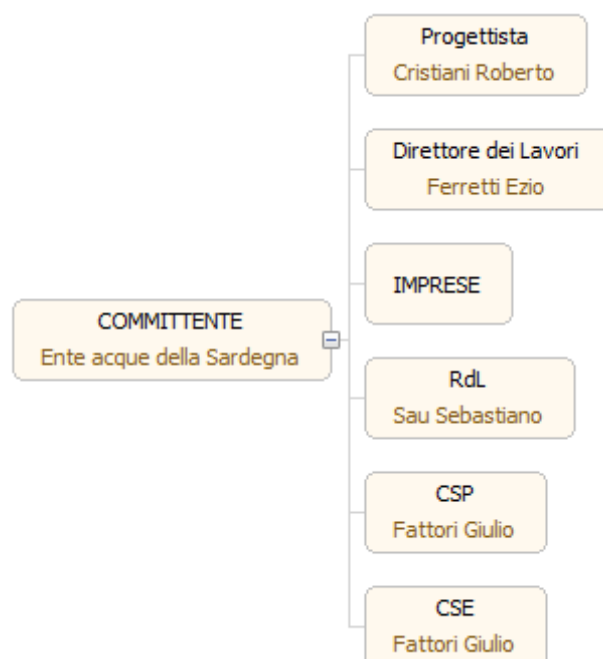 Progettista
Cristiani Roberto
Direttore dei Lavori
Ferretti Ezio
IMPRESE
COMMITTENTE
Ente acque della Sardegna
RdL
Sau Sebastiano
CSP
Fattori Giulio
CSE
Fattori Giulio